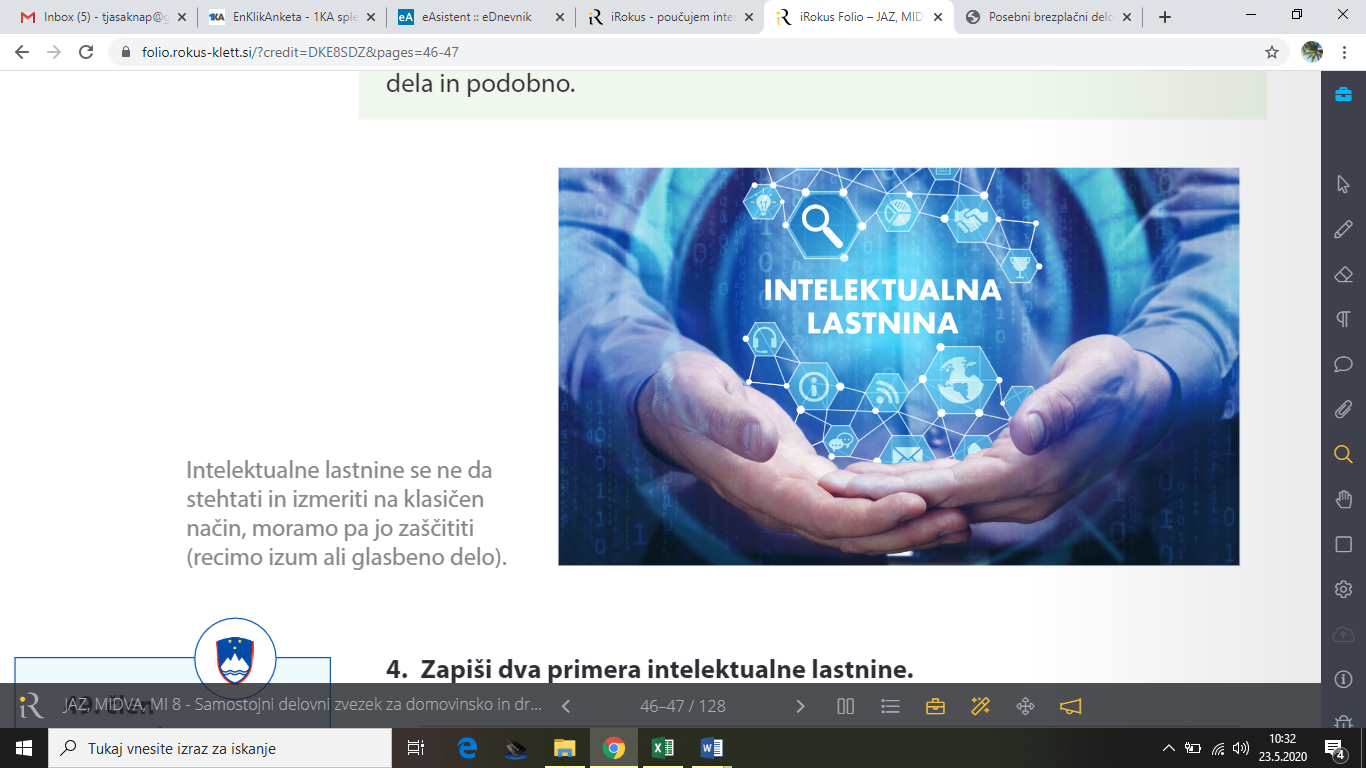 Inbox (5) - tjasaknap@g
EnKlikAnketa - 1KA sple
eAsistent :: eDnevnik
iRokus - poučujem inte
iRokus Folio – JAZ, MID
Posebni brezplačni delo
folio.rokus-klett.si/?credit=DKE8SDZ&pages=46-47
dela in podobno.
INTELEKTUALNA
LASTNINA
Intelektualne lastnine se ne da
stehtati in izmeriti na klasičen
način, moramo pa jo zaščititi
(recimo izum ali glasbeno delo).
4. Zapiši dva primera intelektualne lastnine.
JAZ, MIDVA, MI 8 - Samostojni delovni zvezek za domovinsko in dr...
46–47 / 128
Tukaj vnesite izraz za iskanje
10:32
23.5.2020
4